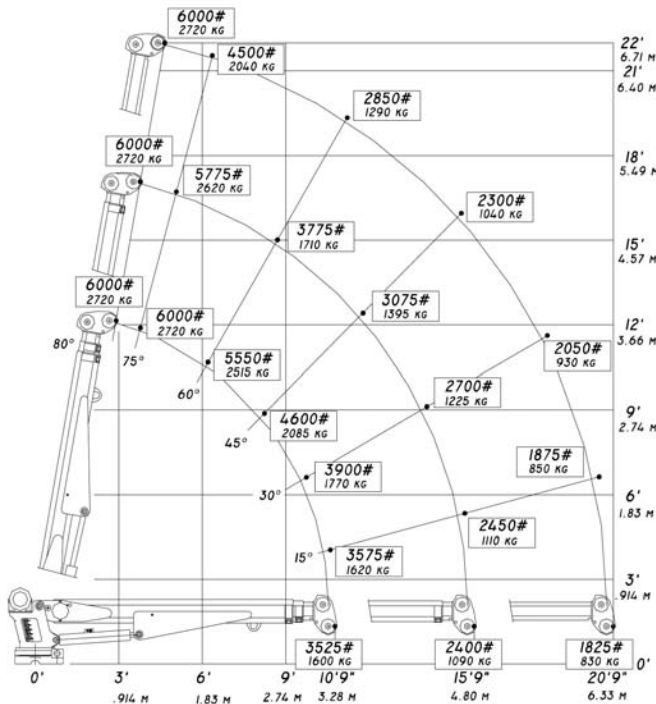 6000#
2720 KG
22'
6.71 M
4500#
2040 KG
21'
6.40 M
2850#
1290 KG
6000#
2720 KG
18'
5.49 M
5775#
2620 KG
2300#
1040 KG
3775#
1710 KG
15'
4.57 M
6000#
2720 KG
6000#
2720 KG
3075#
1395 KG
12'
3.66 M
80°
75°
5550#
2515 KG
2050#
930 KG
60°
2700#
1225 KG
9'
2.74 M
4600#
2085 KG
45°
1875#
850 KG
3900#
1770 KG
30°
6'
1.83 M
2450#
1110 KG
15°
3575#
1620 KG
3'
.914 M
3525#
1600 KG
2400#
1090 KG
1825#
830 KG
0'
0'
3'
6'
9'
10'9"
15'9"
20'9"
.914 M
1.83 M
2.74 M
3.28 M
4.80 M
6.33 M